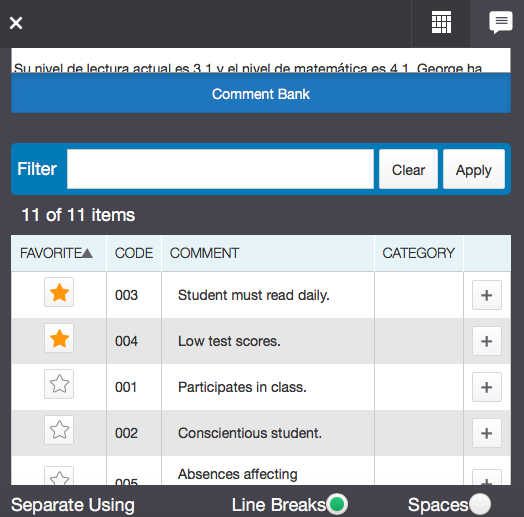 Su nivel de lectura actual es 3.1 y el nivel de matemática es 4.1. George ha
Comment Bank
Filter
Clear
Apply
11 of 11 items
FAVORITE CODE COMMENT CATEGORY
003 Student must read daily. +
004 Low test scores. +
001 Participates in class. +
002 Conscientious student. +
005 Absences affecting +
Separate Using Line Breaks Spaces